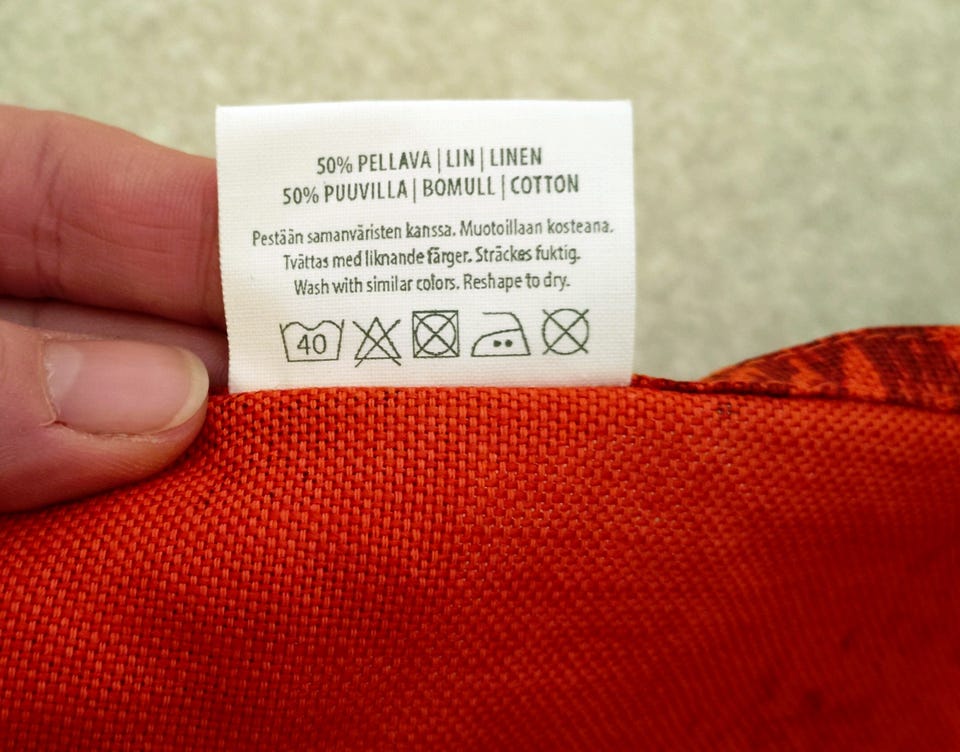 50% PELLAVA | LIN | LINEN
50% PUUVILLA | BOMULL | COTTON
Pestään samanväristen kanssa. Muotoillaan kosteana.
Tvättas med liknande färger. Sträckes fuktig.
Wash with similar colors. Reshape to dry.
40